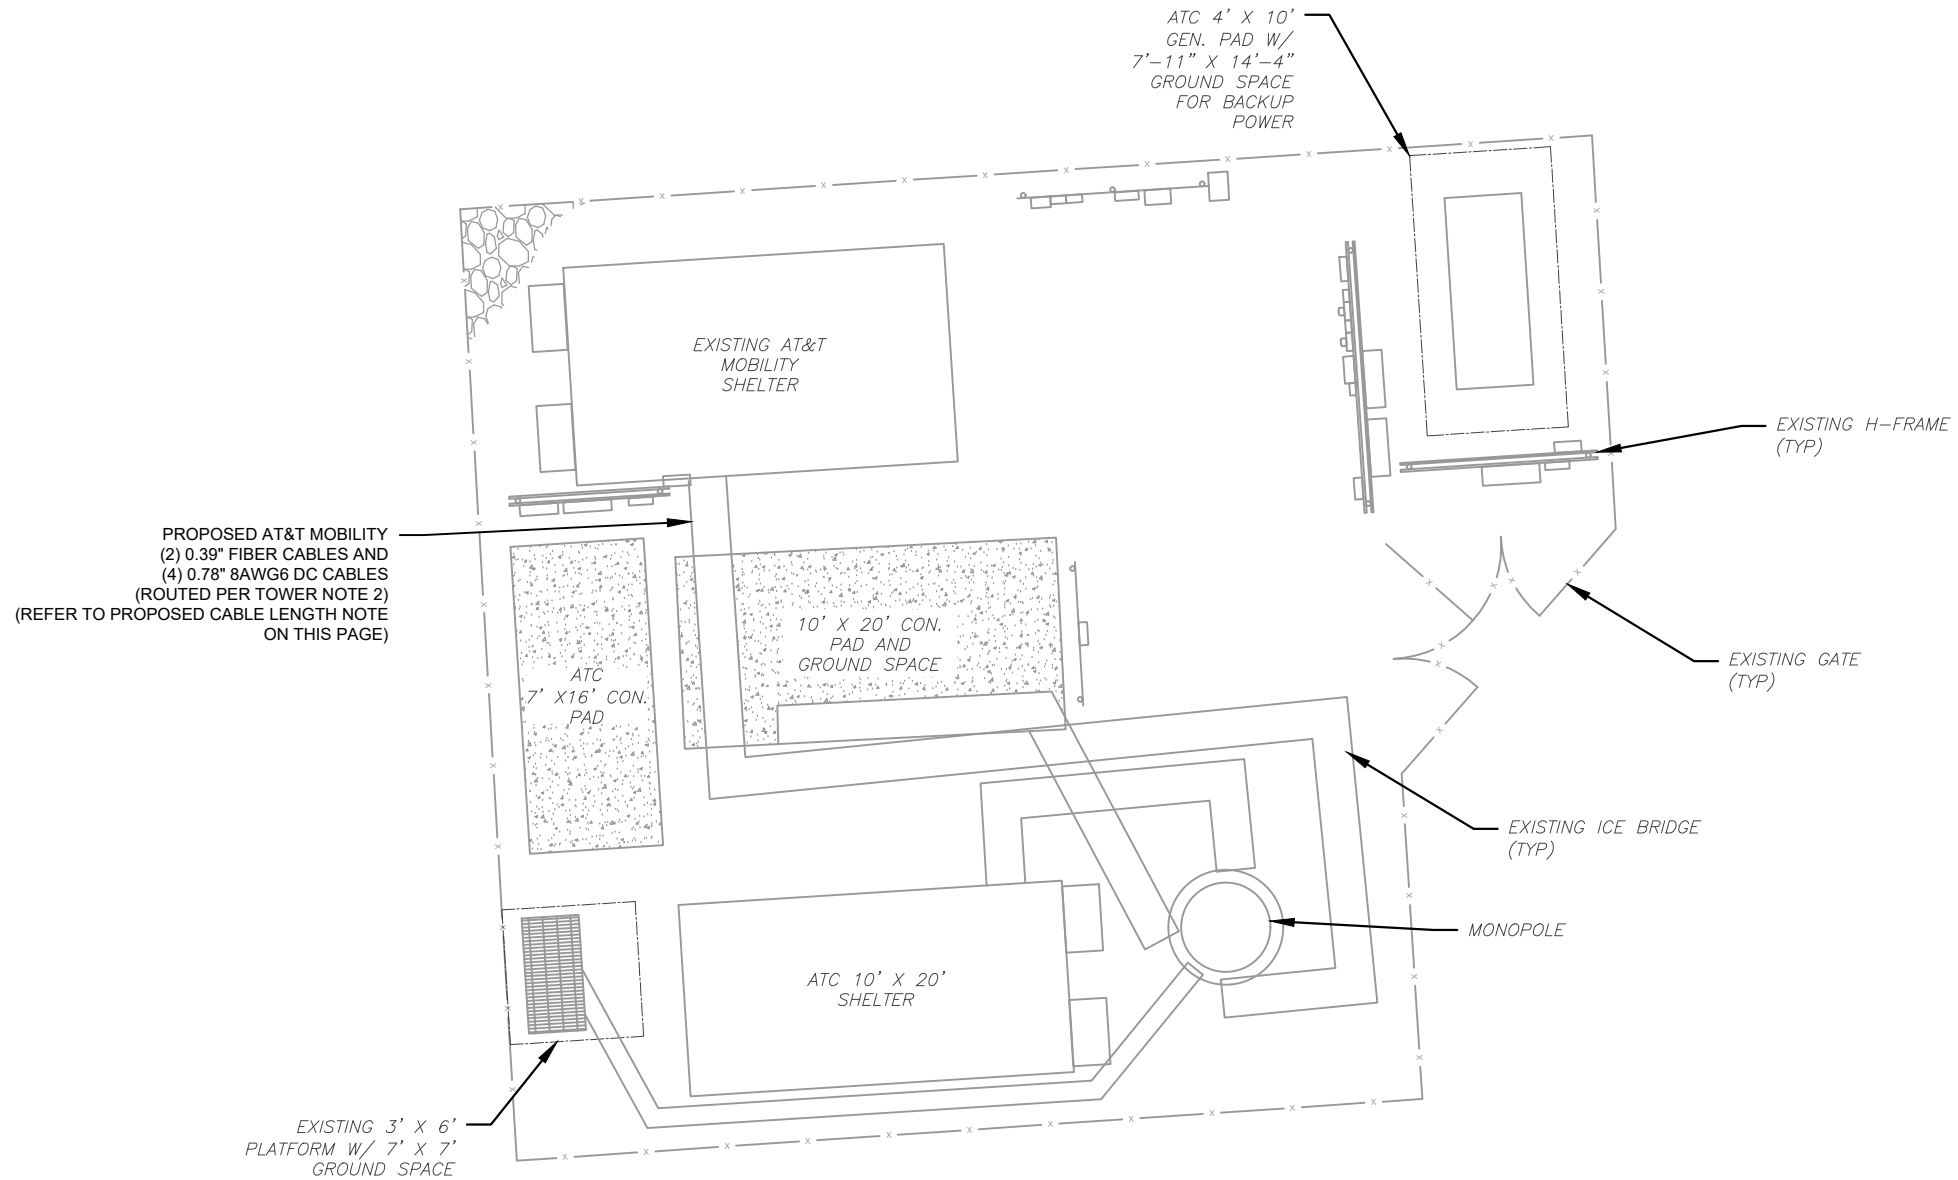 ATC 4' X 10'
GEN. PAD W/
7'-11" X 14'-4"
GROUND SPACE
FOR BACKUP
POWER
EXISTING AT&T
MOBILITY
SHELTER
EXISTING H-FRAME
(TYP)
PROPOSED AT&T MOBILITY
(2) 0.39" FIBER CABLES AND
(4) 0.78" 8AWG6 DC CABLES
(ROUTED PER TOWER NOTE 2)
(REFER TO PROPOSED CABLE LENGTH NOTE
ON THIS PAGE)
10' X 20' CON.
PAD AND
GROUND SPACE
ATC
7' X16' CON.
PAD
EXISTING GATE
(TYP)
EXISTING ICE BRIDGE
(TYP)
MONOPOLE
ATC 10' X 20'
SHELTER
EXISTING 3' X 6'
PLATFORM W/ 7' X 7'
GROUND SPACE